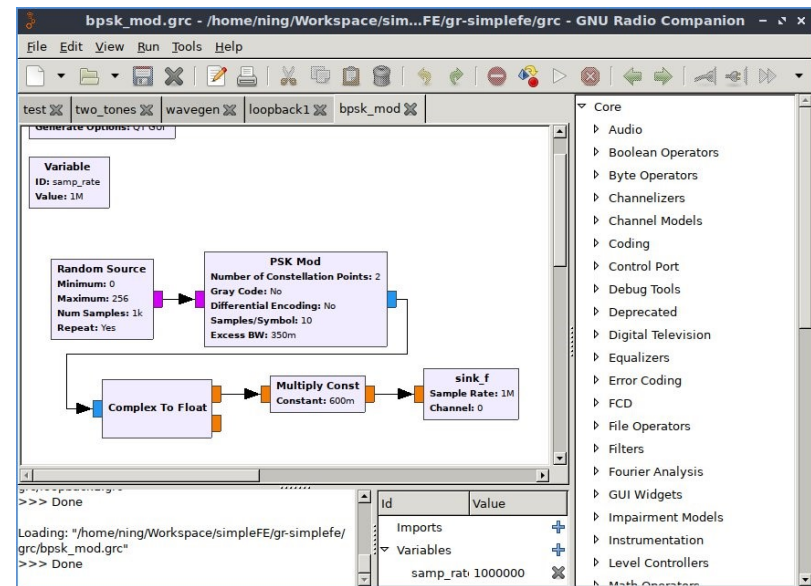 bpsk_mod.grc - /home/ning/Workspace/sim...FE/gr-simplefe/grc - GNU Radio Companion
File Edit View Run Tools Help
test two_tones wavegen loopback1 bpsk_mod
Generate Options: QT GUI
Variable
ID: samp_rate
Value: 1M
Random Source
Minimum: 0
Maximum: 256
Num Samples: 1k
Repeat: Yes
PSK Mod
Number of Constellation Points: 2
Gray Code: No
Differential Encoding: No
Samples/Symbol: 10
Excess BW: 350m
Complex To Float
Multiply Const
Constant: 600m
sink_f
Sample Rate: 1M
Channel: 0
Core
Audio
Boolean Operators
Byte Operators
Channelizers
Channel Models
Coding
Control Port
Debug Tools
Deprecated
Digital Television
Equalizers
Error Coding
FCD
File Operators
Filters
Fourier Analysis
GUI Widgets
Impairment Models
Instrumentation
Level Controllers
Math Operators
>>> Done
Loading: "/home/ning/Workspace/simpleFE/gr-simplefe/
grc/bpsk_mod.grc"
>>> Done
Id Value
Imports
Variables
samp_rat 1000000